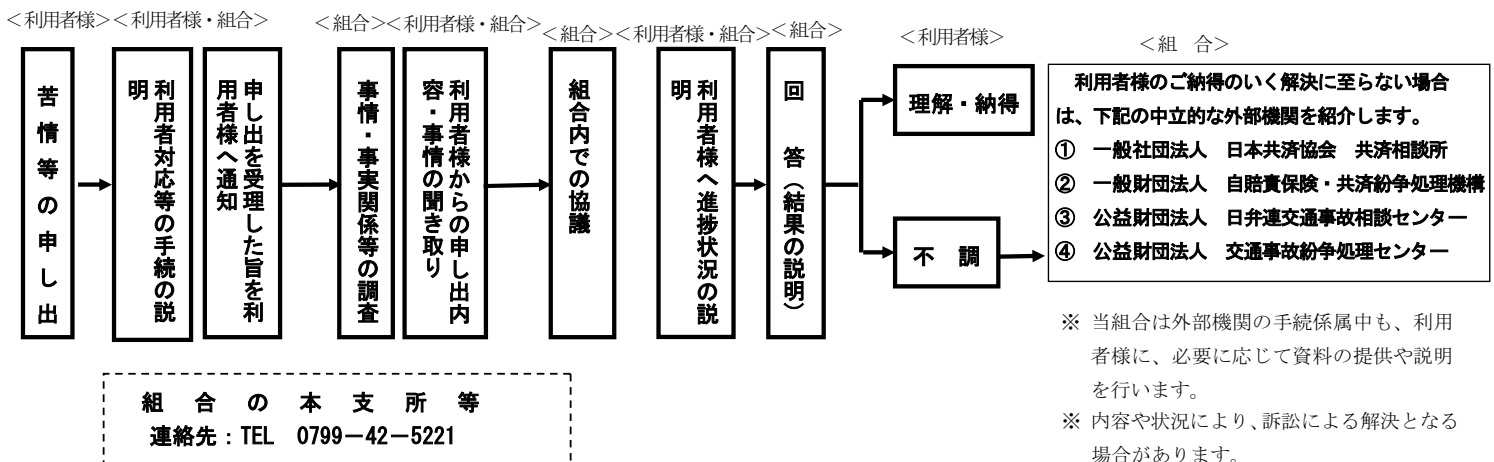 <利用者様>
<利用者様・組合>
<組合>
<利用者様・組合>
<組合>
<利用者様・組合>
<組合>
<利用者様>
<組　合>
苦情等の申し出
利用者対応等の手続の説
明
申し出を受理した旨を利
用者様へ通知
事情・事実関係等の調査
利用者様からの申し出内
容・事情の聞き取り
組合内での協議
利用者様へ進捗状況の説
明
回　答（結果の説明）
理解・納得
不　調
利用者様のご納得のいく解決に至らない場合
は、下記の中立的な外部機関を紹介します。
①　一般社団法人　日本共済協会　共済相談所
②　一般財団法人　自賠責保険・共済紛争処理機構
③　公益財団法人　日弁連交通事故相談センター
④　公益財団法人　交通事故紛争処理センター
※ 当組合は外部機関の手続係属中も、利用
者様に、必要に応じて資料の提供や説明
を行います。
※ 内容や状況により、訴訟による解決となる
場合があります。
組　合　の　本　支　所　等
連絡先：TEL　0799－42－5221